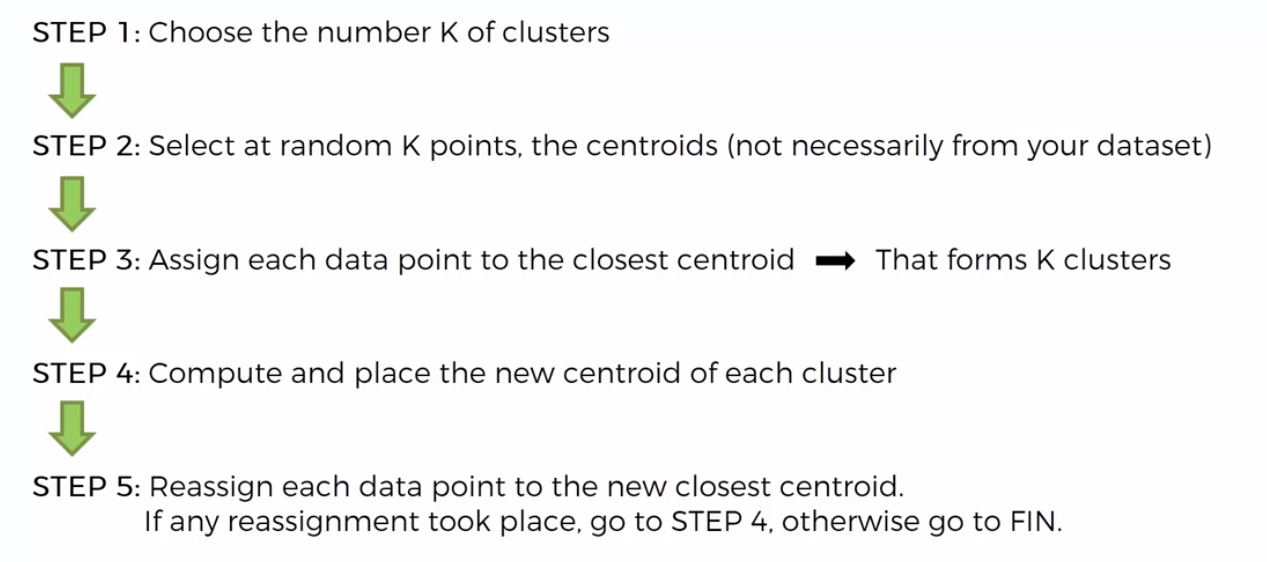 STEP 1: Choose the number K of clusters
STEP 2: Select at random K points, the centroids (not necessarily from your dataset)
STEP 3: Assign each data point to the closest centroid ➡ That forms K clusters
STEP 4: Compute and place the new centroid of each cluster
STEP 5: Reassign each data point to the new closest centroid.
If any reassignment took place, go to STEP 4, otherwise go to FIN.